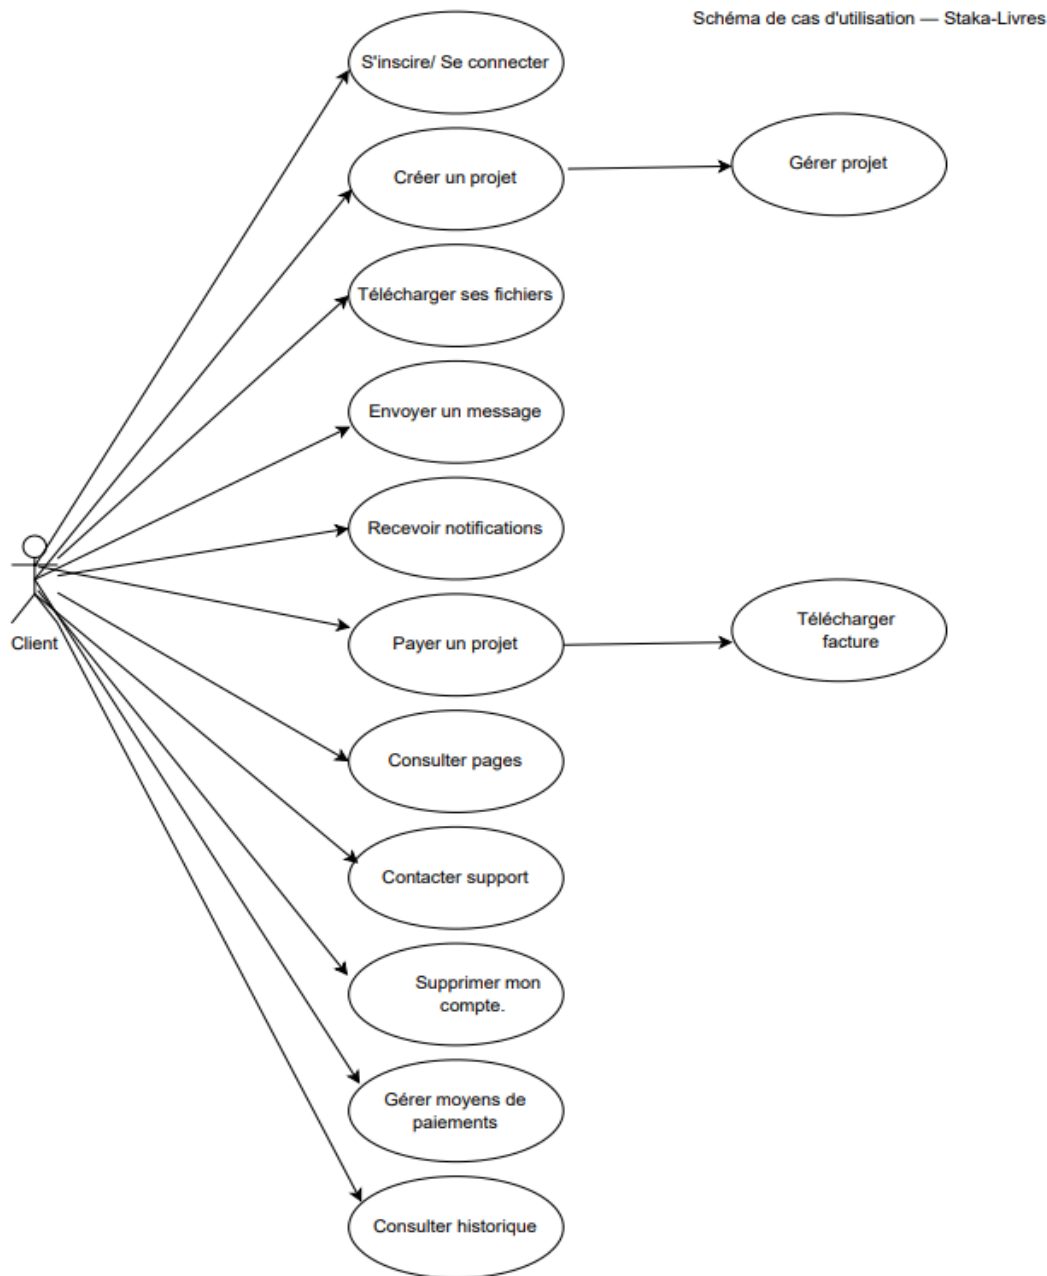 Schéma de cas d'utilisation — Staka-Livres
S'inscire/ Se connecter
Créer un projet
Gérer projet
Télécharger ses fichiers
Envoyer un message
Recevoir notifications
Client
Payer un projet
Télécharger
facture
Consulter pages
Contacter support
Supprimer mon
compte.
Gérer moyens de
paiements
Consulter historique